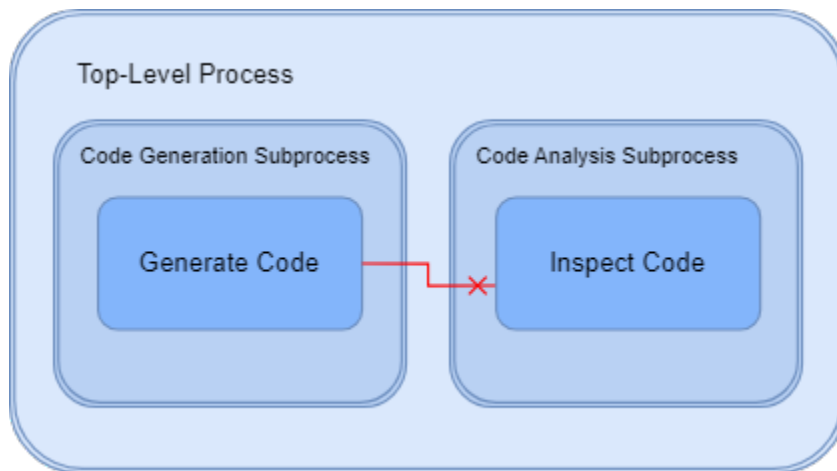 Top-Level Process
Code Generation Subprocess
Code Analysis Subprocess
Generate Code
Inspect Code